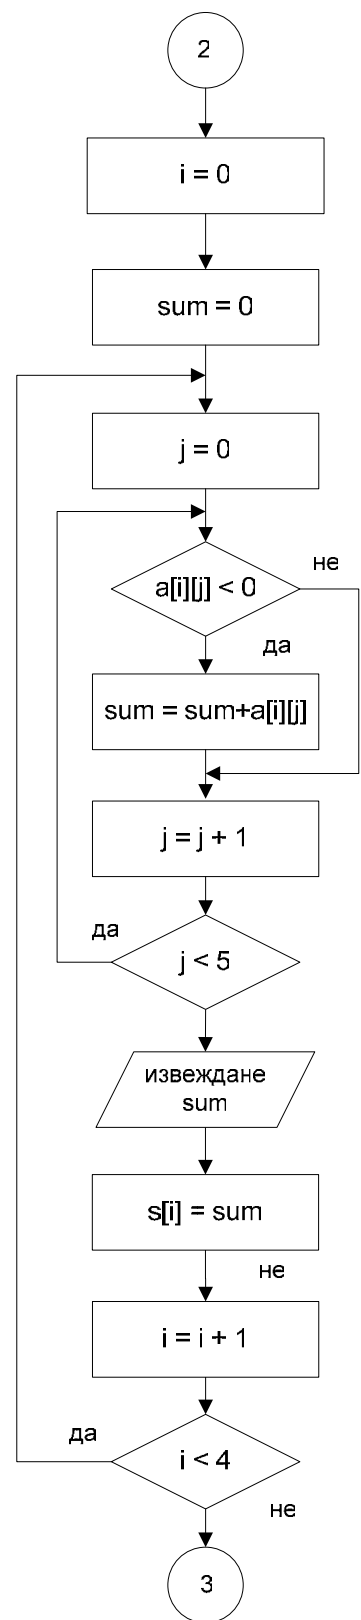 2
i = 0
sum = 0
j = 0
a[i][j] < 0
не
да
sum = sum+a[i][j]
j = j + 1
да
j < 5
извеждане
sum
s[i] = sum
не
i = i + 1
да
i < 4
не
3